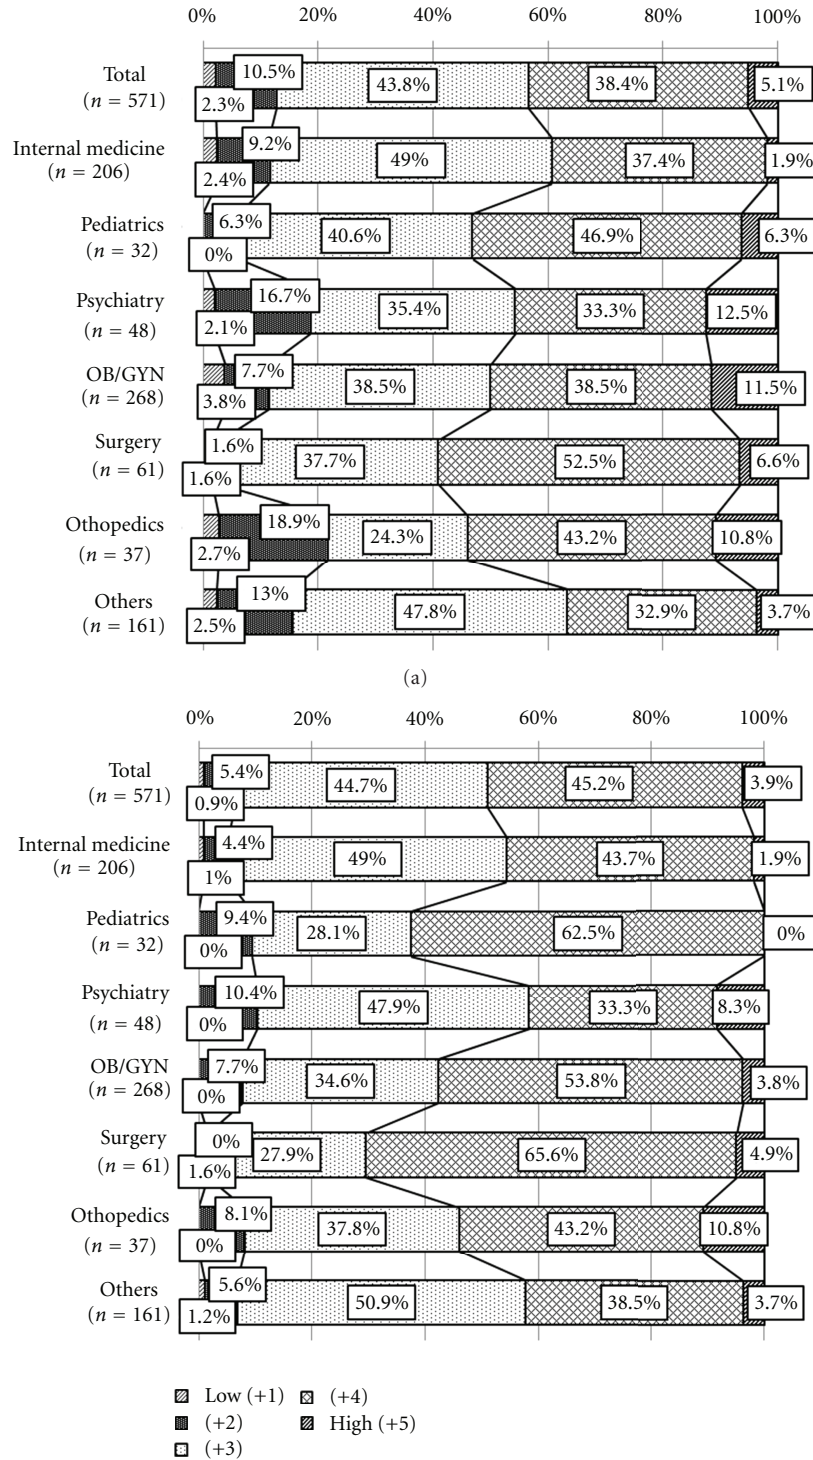 0% 20% 40% 60% 80% 100%
Total
(n = 571)
10.5% 43.8% 38.4% 5.1%
2.3%
Internal medicine
(n = 206)
9.2% 49% 37.4% 1.9%
2.4%
Pediatrics
(n = 32)
6.3% 40.6% 46.9% 6.3%
0%
Psychiatry
(n = 48)
16.7% 35.4% 33.3% 12.5%
2.1%
OB/GYN
(n = 268)
7.7% 38.5% 38.5% 11.5%
3.8%
Surgery
(n = 61)
1.6% 37.7% 52.5% 6.6%
1.6%
Othopedics
(n = 37)
18.9% 24.3% 43.2% 10.8%
2.7%
Others
(n = 161)
13% 47.8% 32.9% 3.7%
2.5%
(a)
0% 20% 40% 60% 80% 100%
Total
(n = 571)
5.4% 44.7% 45.2% 3.9%
0.9%
Internal medicine
(n = 206)
4.4% 49% 43.7% 1.9%
1%
Pediatrics
(n = 32)
9.4% 28.1% 62.5% 0%
0%
Psychiatry
(n = 48)
10.4% 47.9% 33.3% 8.3%
0%
OB/GYN
(n = 268)
7.7% 34.6% 53.8% 3.8%
0%
Surgery
(n = 61)
0% 27.9% 65.6% 4.9%
1.6%
Othopedics
(n = 37)
8.1% 37.8% 43.2% 10.8%
0%
Others
(n = 161)
5.6% 50.9% 38.5% 3.7%
1.2%
Low (+1) (+4)
(+2) High (+5)
(+3)